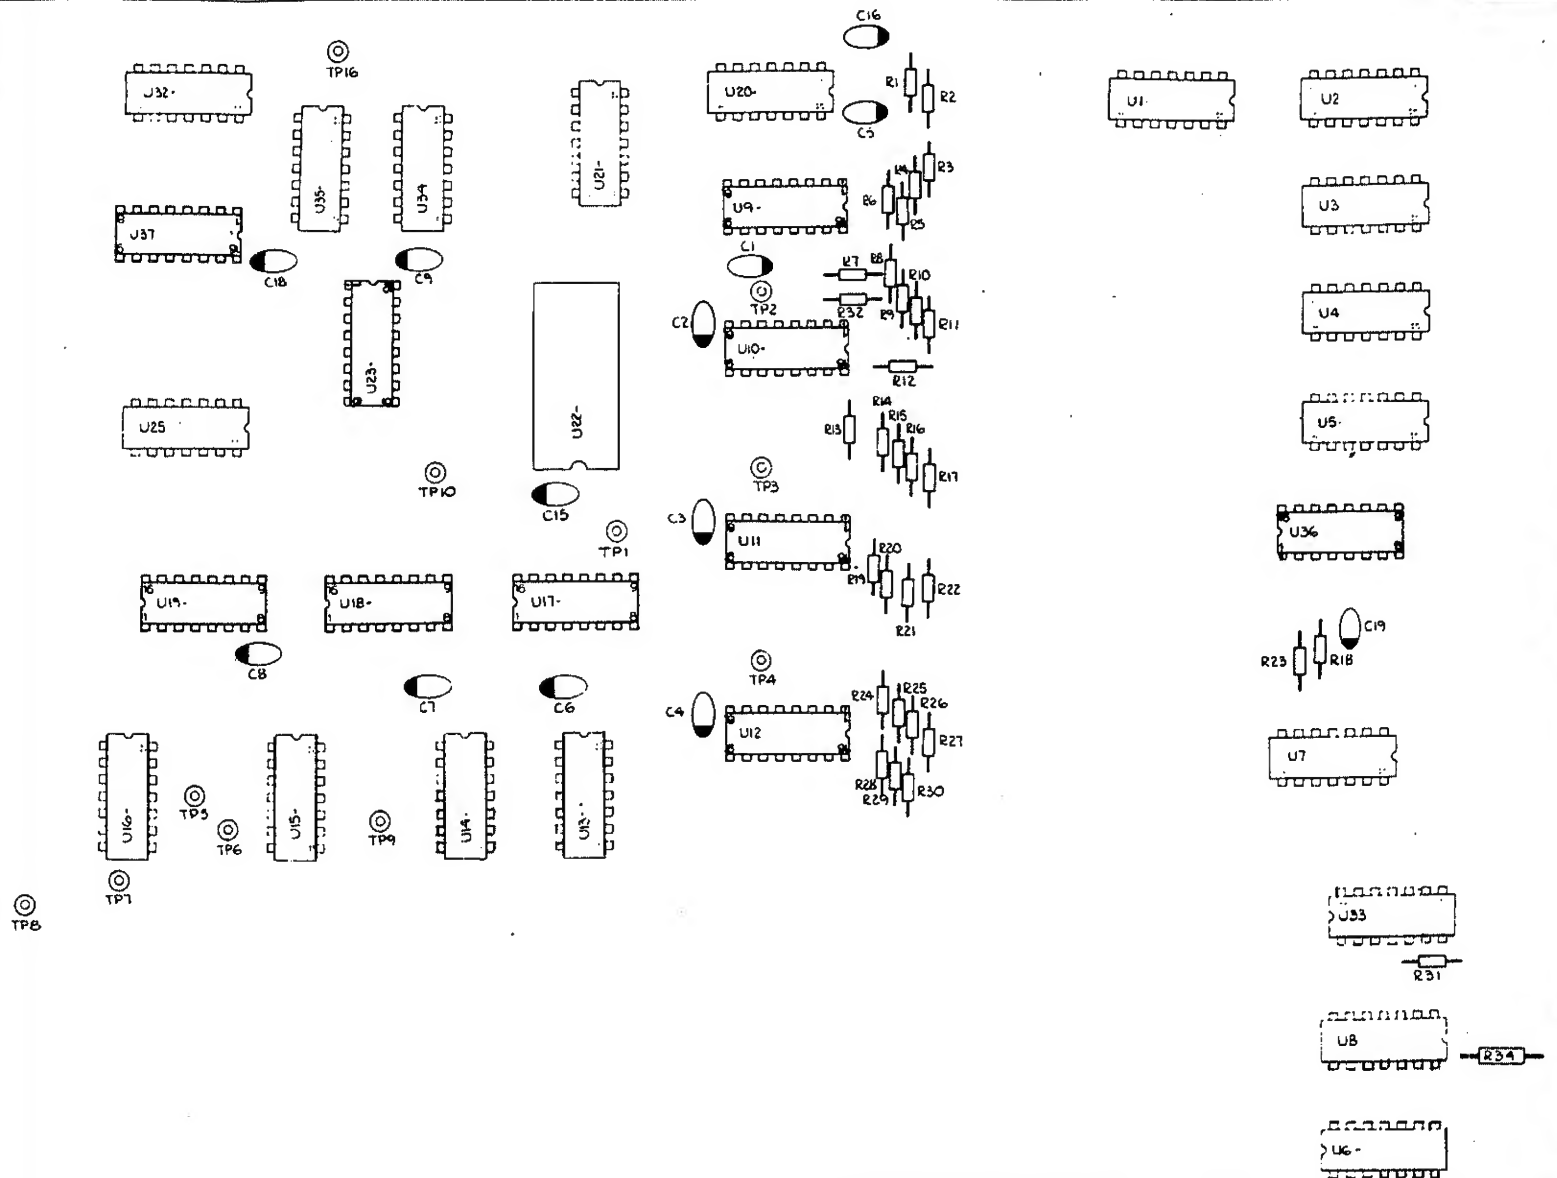 C16
TP16
U32-
U20-
R1
R2
U1
U2
C5
U35-
U34
U21-
R3
R4
R6
R5
U9-
U3
U37
C18
C9
C1
R7
R8
R10
TP2
R32
R9
R11
C2
U10-
U4
U23-
R12
U22-
R14
R15
R16
R13
U25
U5-
TP10
TP3
R17
C15
C3
TP1
U11
U36
R20
R19
R22
R21
U19-
U18-
U17-
C19
R23
R18
C8
C7
C6
TP4
C4
R24
R25
R26
R27
U12
U7
R28
R29
R30
U16-
TP5
TP6
U15-
TP9
U14-
U13-
TP7
TP8
U33
R31
U8
R34
U6-